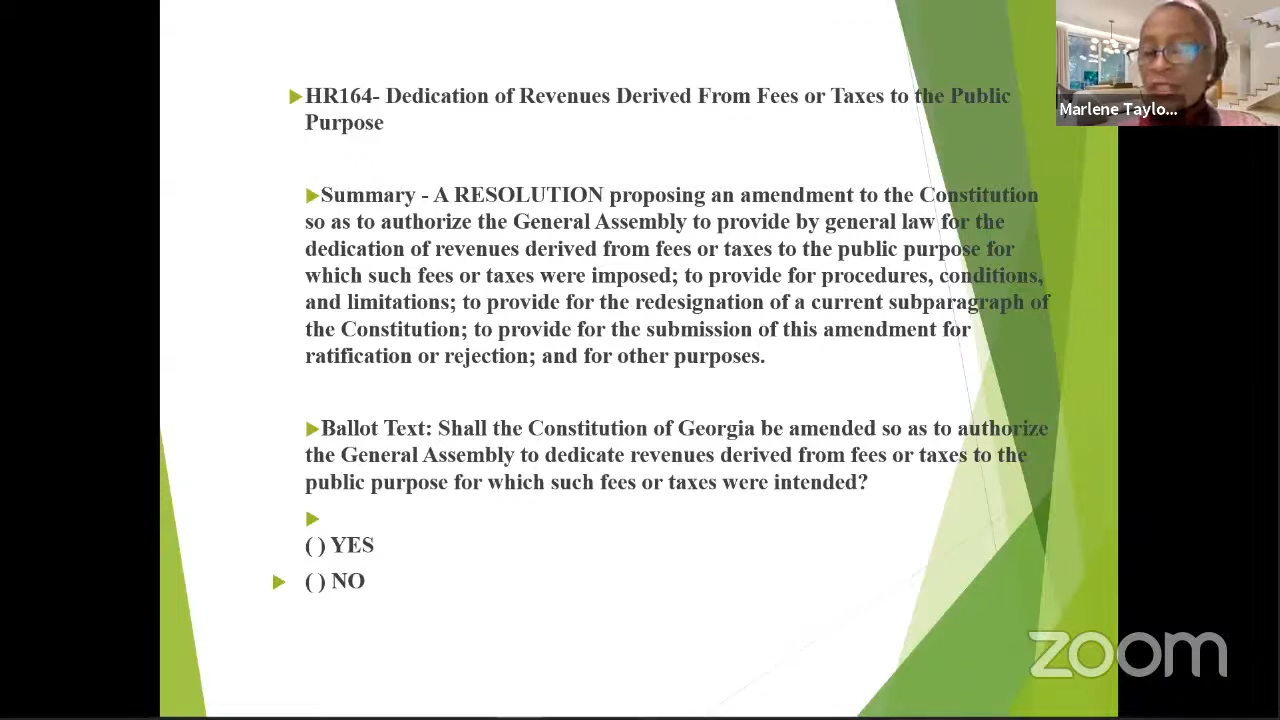 HR164- Dedication of Revenues Derived From Fees or Taxes to the Public
Purpose
Summary - A RESOLUTION proposing an amendment to the Constitution
so as to authorize the General Assembly to provide by general law for the
dedication of revenues derived from fees or taxes to the public purpose for
which such fees or taxes were imposed; to provide for procedures, conditions,
and limitations; to provide for the redesignation of a current subparagraph of
the Constitution; to provide for the submission of this amendment for
ratification or rejection; and for other purposes.
Ballot Text: Shall the Constitution of Georgia be amended so as to authorize
the General Assembly to dedicate revenues derived from fees or taxes to the
public purpose for which such fees or taxes were intended?
( ) YES
( ) NO
Marlene Taylo...
zoom